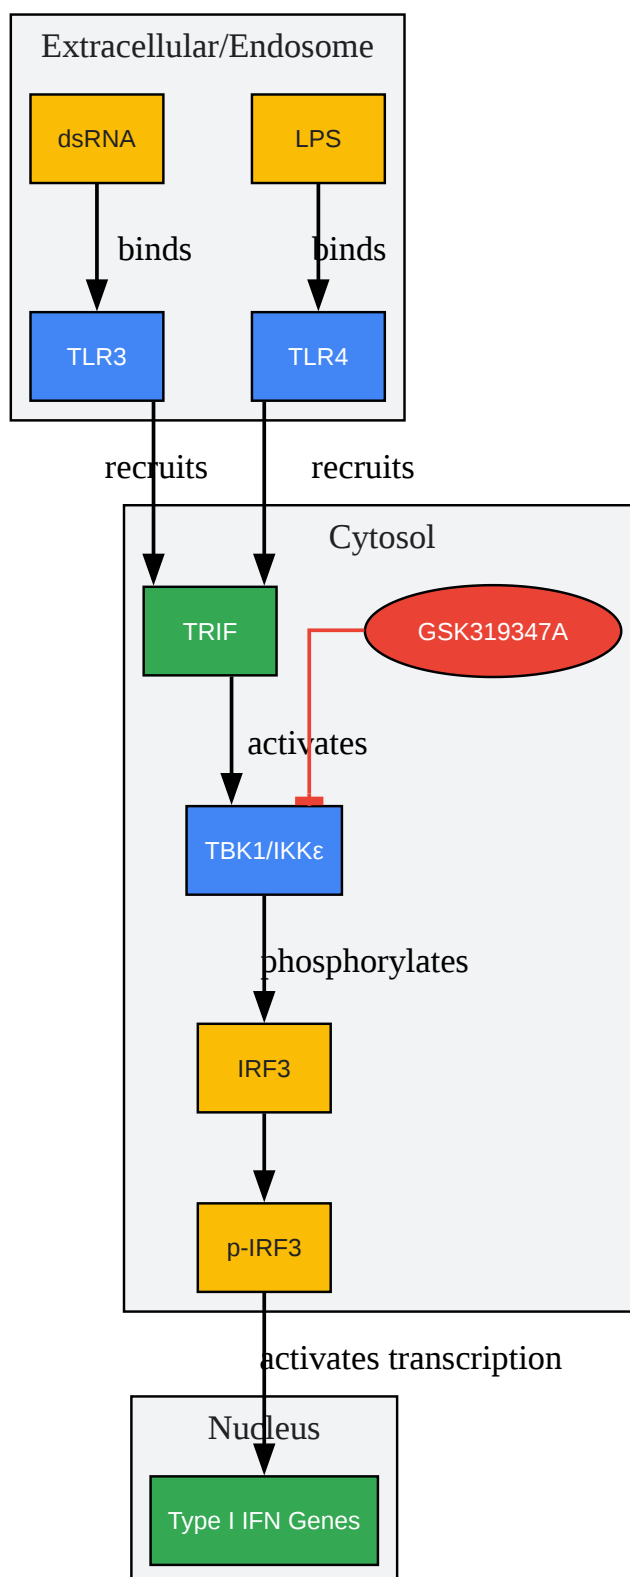 Extracellular/Endosome
dsRNA
LPS
binds
binds
TLR3
TLR4
recruits
recruits
Cytosol
TRIF
GSK319347A
activates
TBK1/IKKε
phosphorylates
IRF3
p-IRF3
activates transcription
Nucleus
Type I IFN Genes